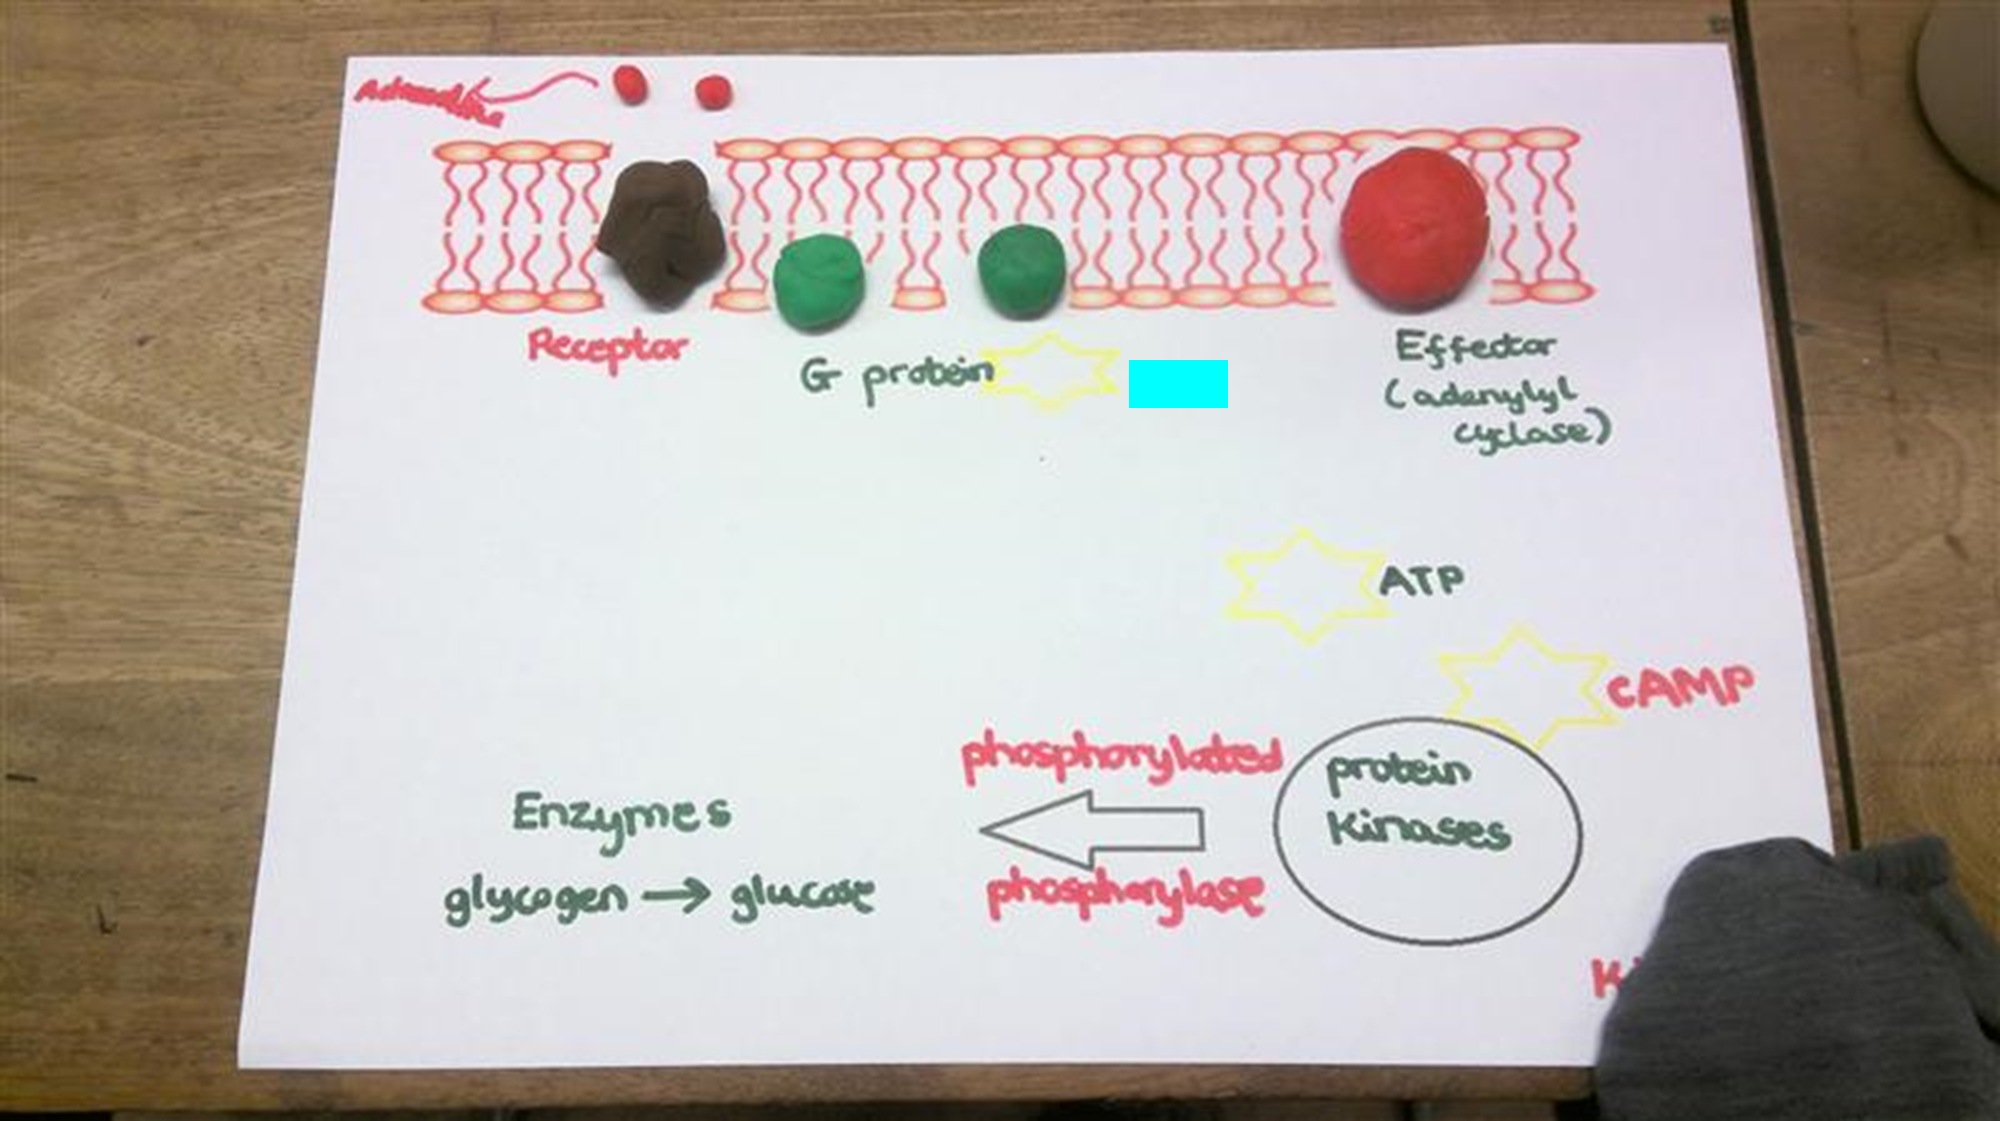 Adrenaline
Receptor
G protein
Effector
(adenylyl
cyclase)
ATP
cAMP
phosphorylated
protein
kinases
phosphorylase
Enzymes
glycogen → glucose